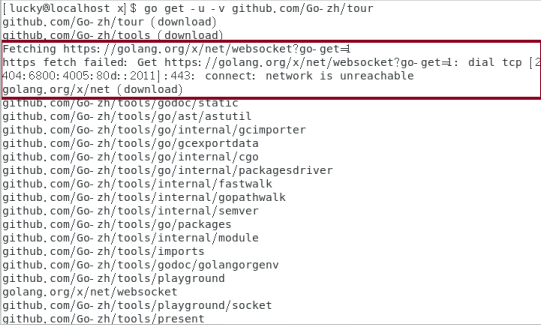 [lucky@localhost x]$ go get -u -v github.com/Go-zh/tour
github.com/Go-zh/tour (download)
github.com/Go-zh/tools (download)
Fetching https://golang.org/x/net/websocket?go-get=1
https fetch failed: Get https://golang.org/x/net/websocket?go-get=1: dial tcp [2
404:6800:4005:80d::2011]:443: connect: network is unreachable
golang.org/x/net (download)
github.com/Go-zh/tools/godoc/static
github.com/Go-zh/tools/go/ast/astutil
github.com/Go-zh/tools/go/internal/gcimporter
github.com/Go-zh/tools/go/gcexportdata
github.com/Go-zh/tools/go/internal/cgo
github.com/Go-zh/tools/go/internal/packagesdriver
github.com/Go-zh/tools/internal/fastwalk
github.com/Go-zh/tools/internal/gopathwalk
github.com/Go-zh/tools/internal/semver
github.com/Go-zh/tools/go/packages
github.com/Go-zh/tools/internal/module
github.com/Go-zh/tools/imports
github.com/Go-zh/tools/godoc/golangorgenv
github.com/Go-zh/tools/playground
golang.org/x/net/websocket
github.com/Go-zh/tools/playground/socket
github.com/Go-zh/tools/present